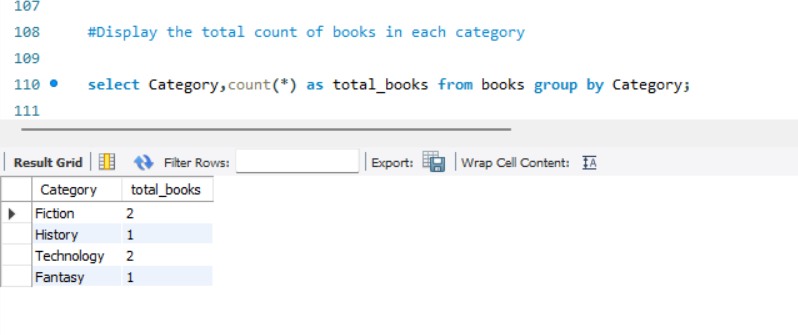 107
108 #Display the total count of books in each category
109
110 select Category,count(*) as total_books from books group by Category;
111
Result Grid Filter Rows: Export: Wrap Cell Content: IA
Category total_books
Fiction 2
History 1
Technology 2
Fantasy 1